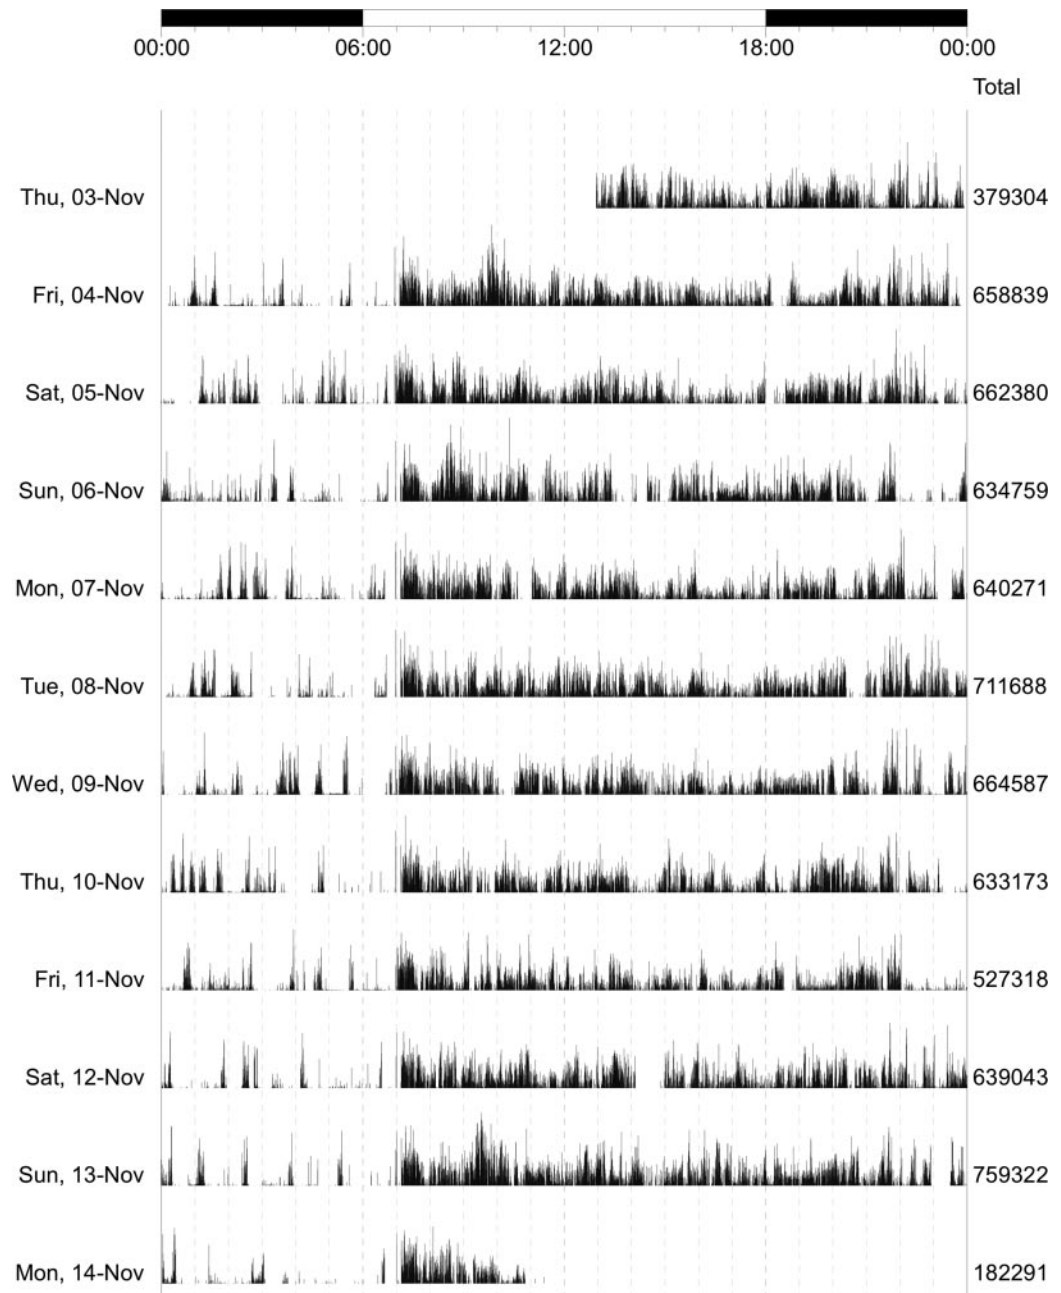 00:00 06:00 12:00 18:00 00:00
Total
Thu, 03-Nov 379304
Fri, 04-Nov 658839
Sat, 05-Nov 662380
Sun, 06-Nov 634759
Mon, 07-Nov 640271
Tue, 08-Nov 711688
Wed, 09-Nov 664587
Thu, 10-Nov 633173
Fri, 11-Nov 527318
Sat, 12-Nov 639043
Sun, 13-Nov 759322
Mon, 14-Nov 182291